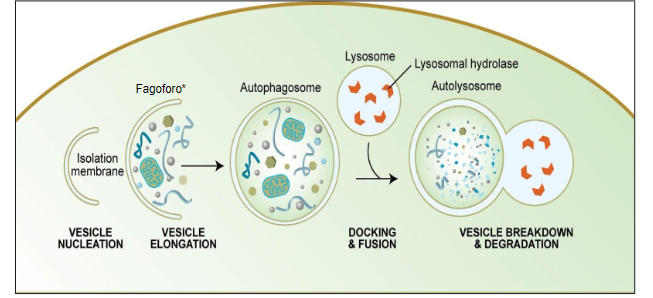 Fagoforo*
Isolation
membrane
VESICLE
NUCLEATION
VESICLE
ELONGATION
Autophagosome
Lysosome
Lysosomal hydrolase
Autolysosome
DOCKING
& FUSION
VESICLE BREAKDOWN
& DEGRADATION